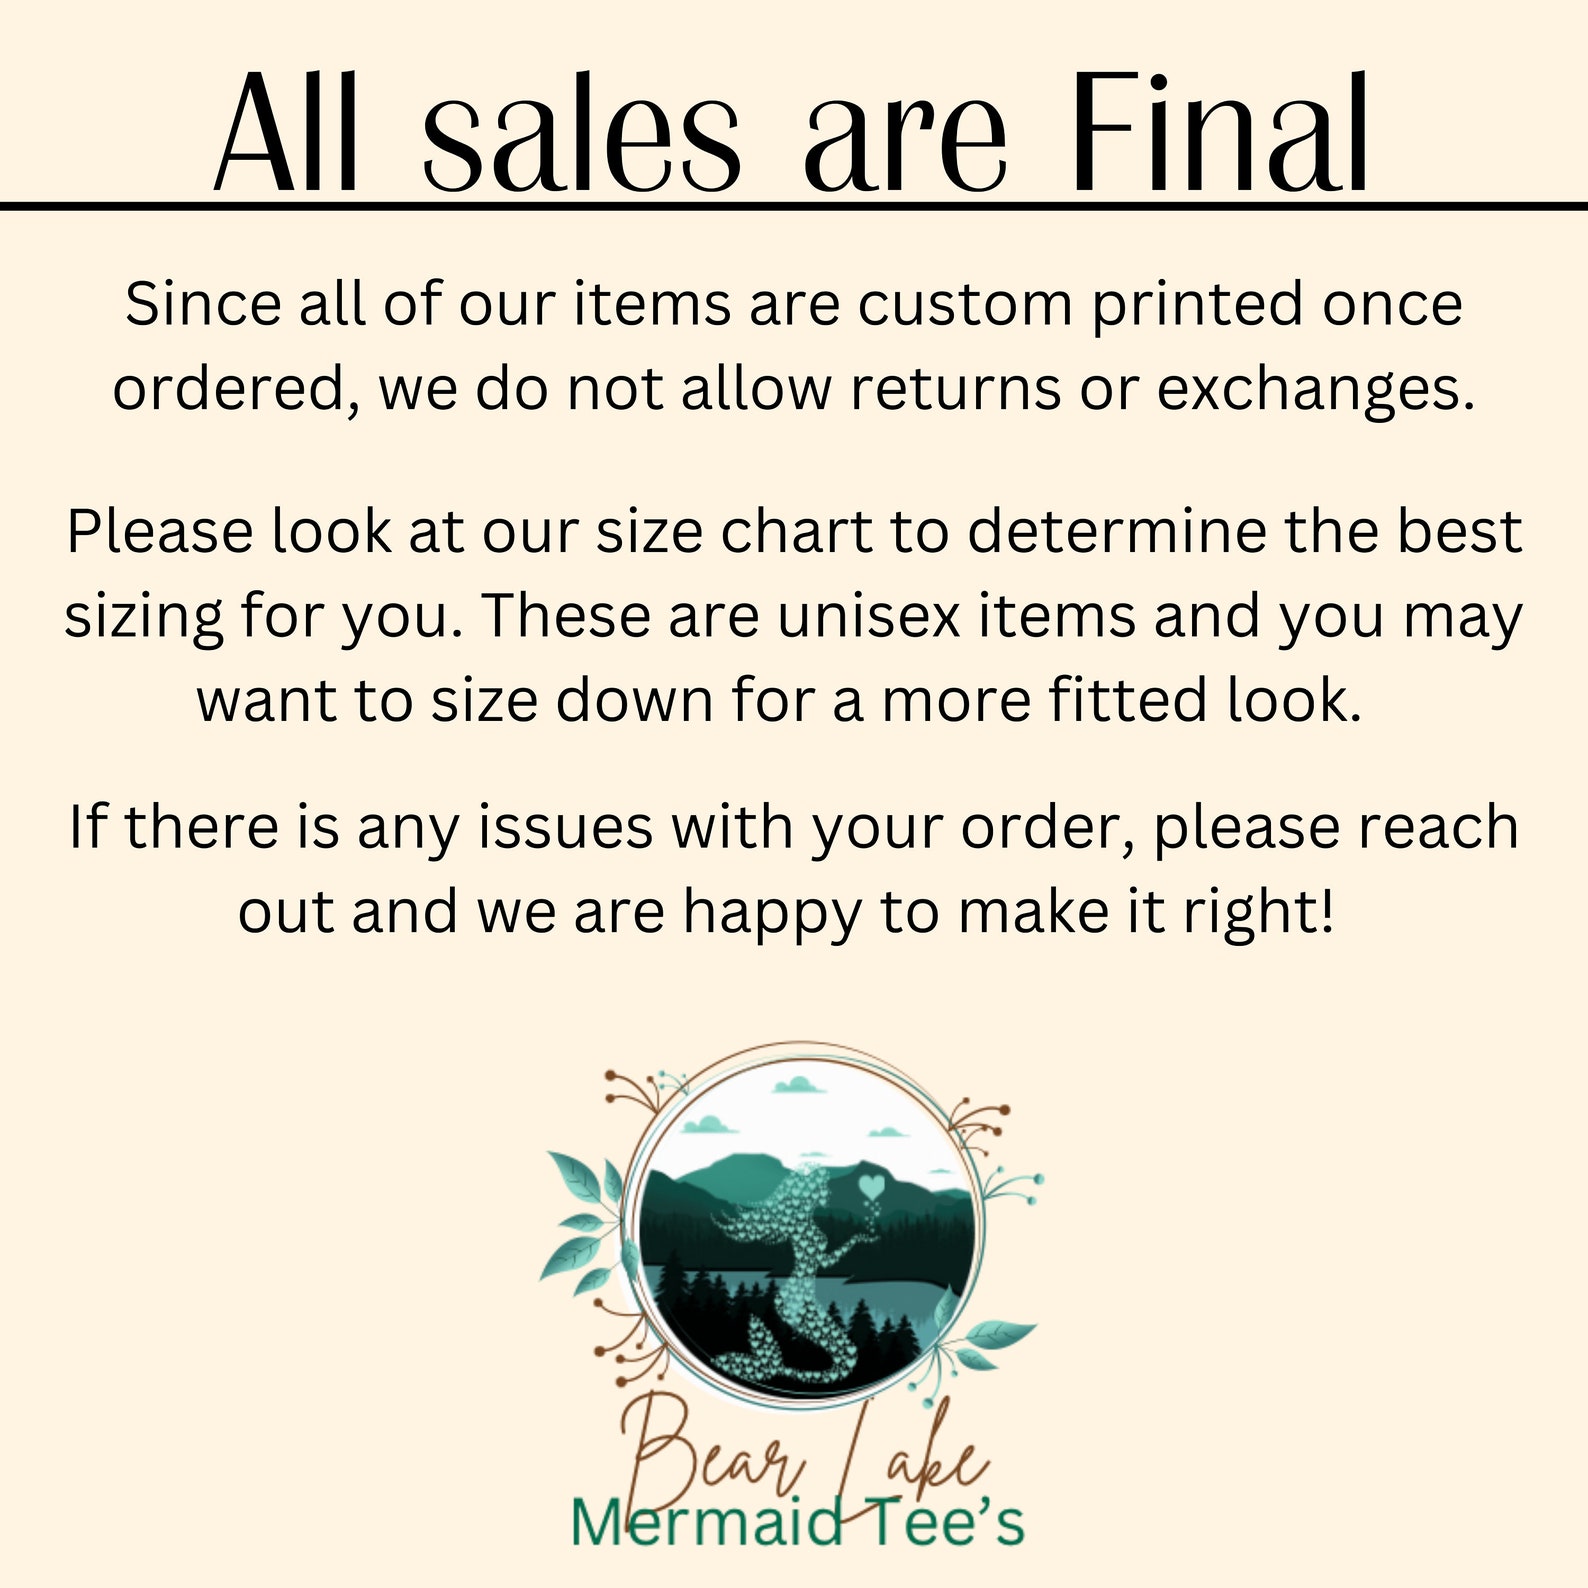 All sales are Final
Since all of our items are custom printed once
ordered, we do not allow returns or exchanges.
Please look at our size chart to determine the best
sizing for you. These are unisex items and you may
want to size down for a more fitted look.
If there is any issues with your order, please reach
out and we are happy to make it right!
Bear Lake
Mermaid Tee’s